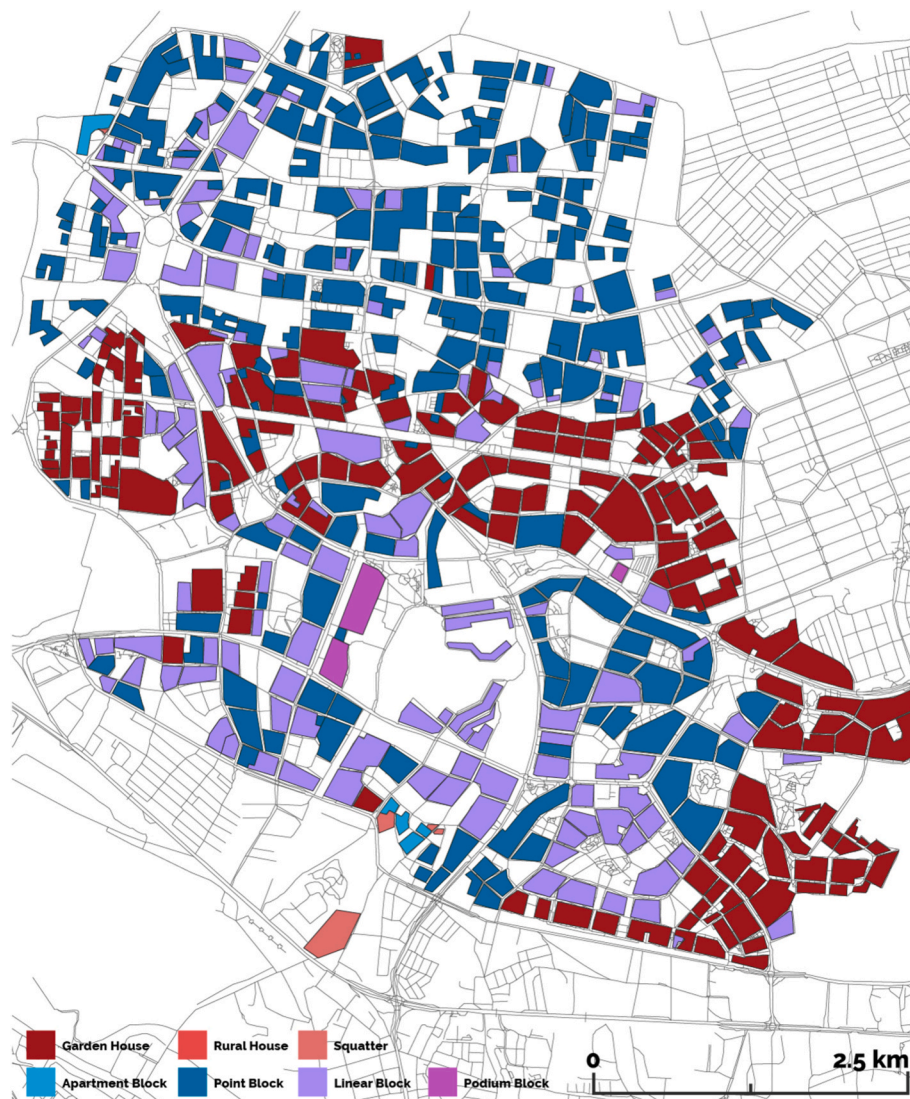 Garden House Rural House Squatter
Apartment Block Point Block Linear Block Podium Block
0 2.5 km